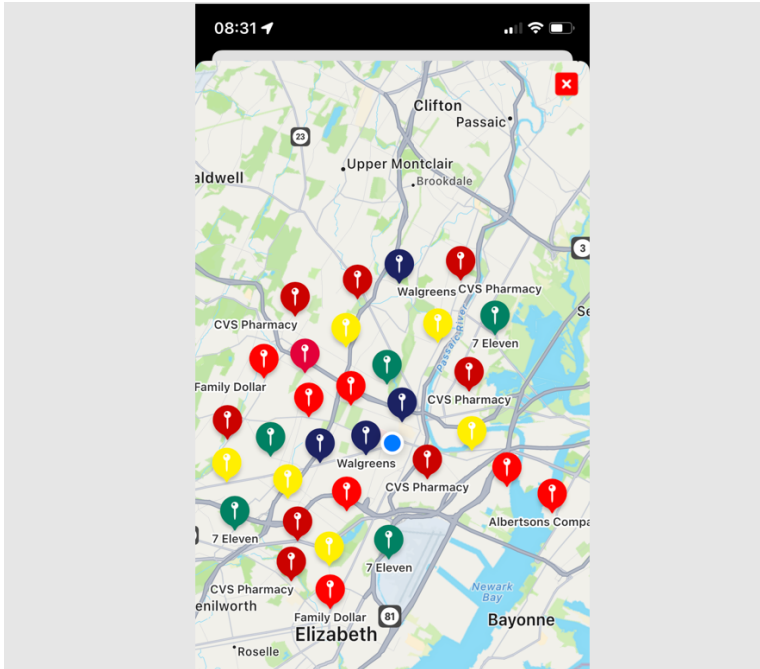 08:31
Clifton
Passaic
23
Upper Montclair
aldwell
Brookdale
3
Walgreens
CVS Pharmacy
Se
CVS Pharmacy
7 Eleven
Passaic River
Family Dollar
CVS Pharmacy
Walgreens
CVS Pharmacy
Albertsons Compa
7 Eleven
7 Eleven
CVS Pharmacy
Newark
Bay
enilworth
Family Dollar
81
Bayonne
Elizabeth
Roselle